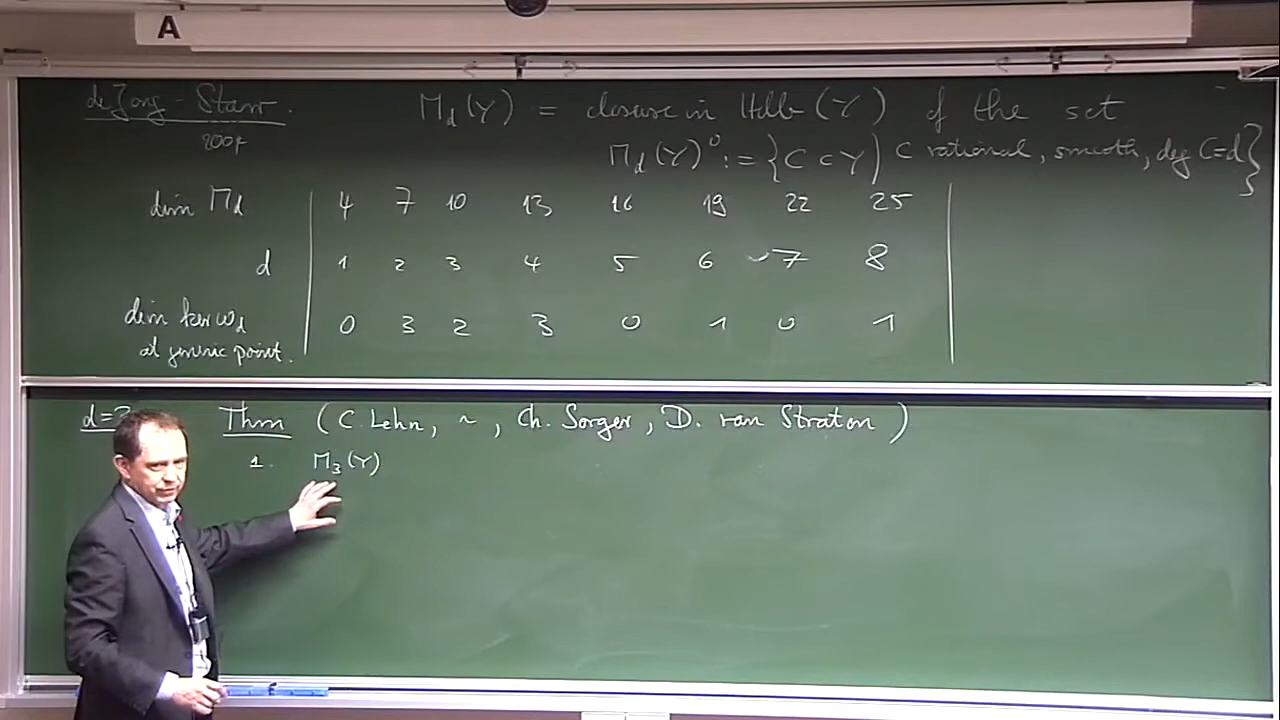 A
de Jong - Starr. M_d(Y) = closure in Hilb(Y) of the set
2004 M_d(Y)⁰ := {C ⊂ Y | C rational, smooth, deg C = d}
dim M_d 4 7 10 13 16 19 22 25
d 1 2 3 4 5 6 7 8
dim ker ω_d 0 3 2 3 0 1 0 1
at generic point.
d=3 Thm (C. Lehn, ~, Ch. Sorger, D. van Straten)
1. M_3(Y)